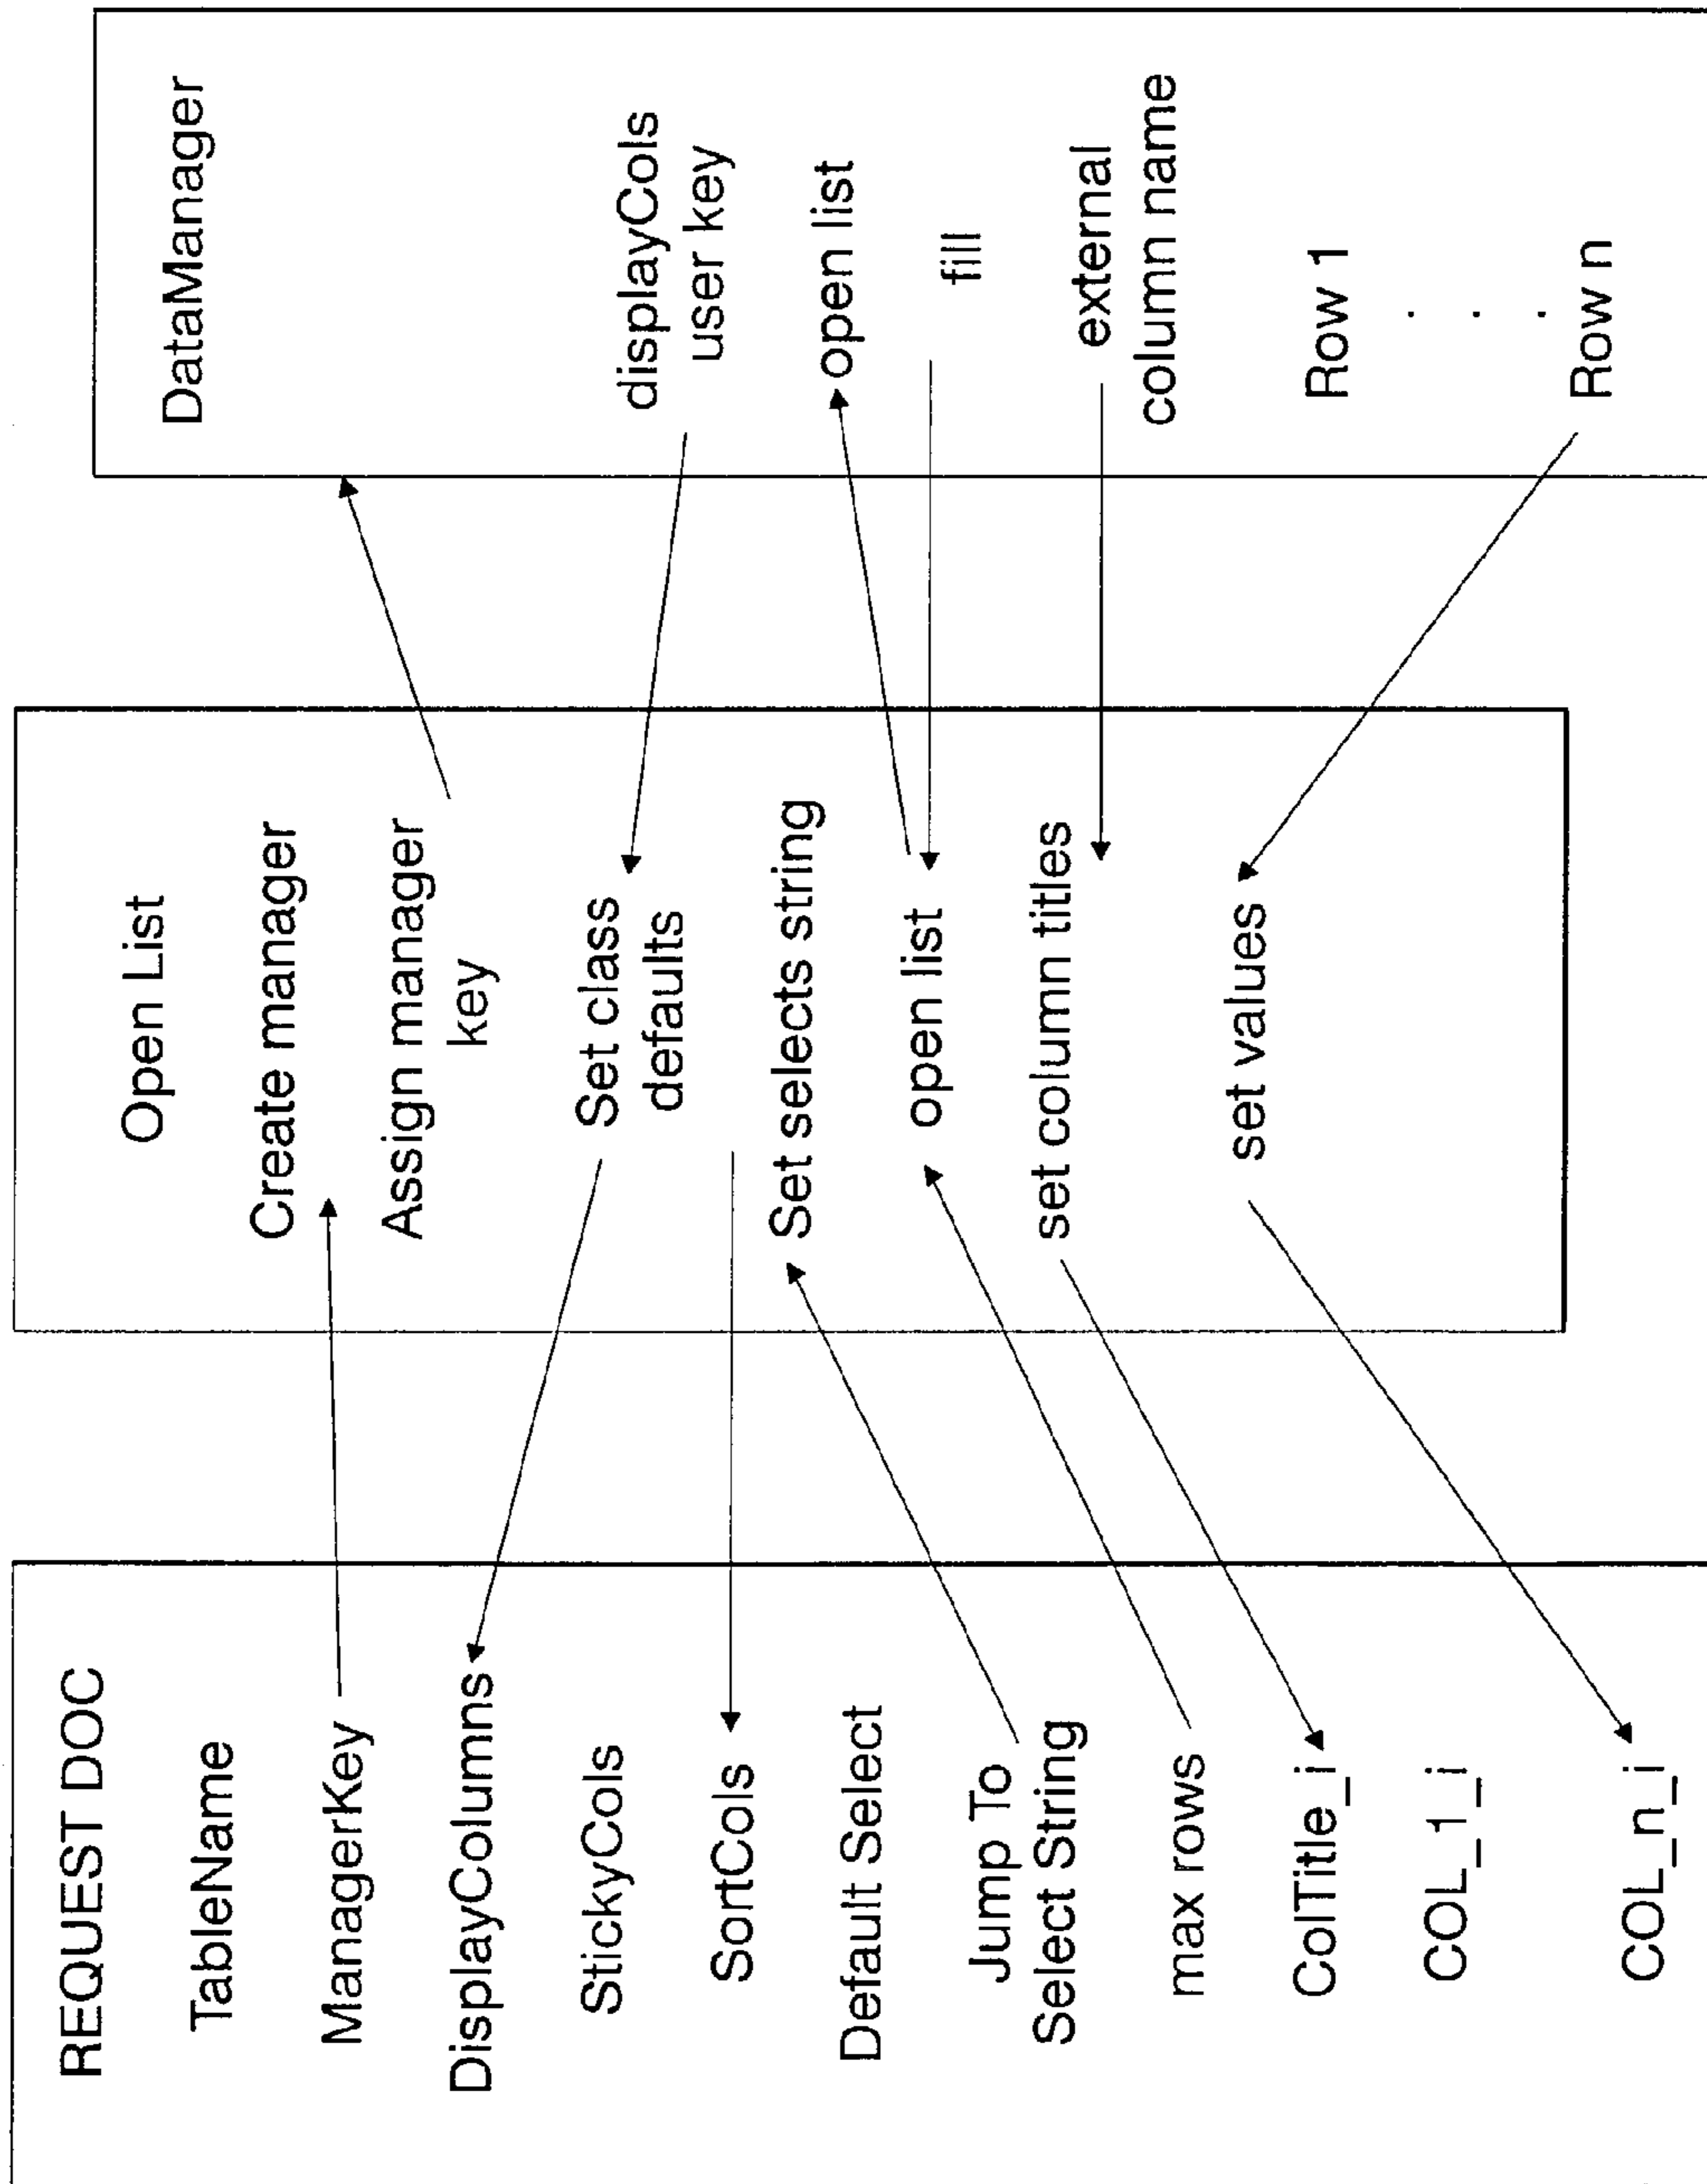 REQUEST DOC
TableName
ManagerKey
DisplayColumns
StickyCols
SortCols
Default Select
Jump To
Select String
max rows
ColTitle_i
COL_1_i
COL_n_i
Open List
Create manager
Assign manager
key
Set class
defaults
Set selects string
open list
set column titles
set values
DataManager
displayCols
user key
open list
fill
external
column name
Row 1
.
.
.
Row n